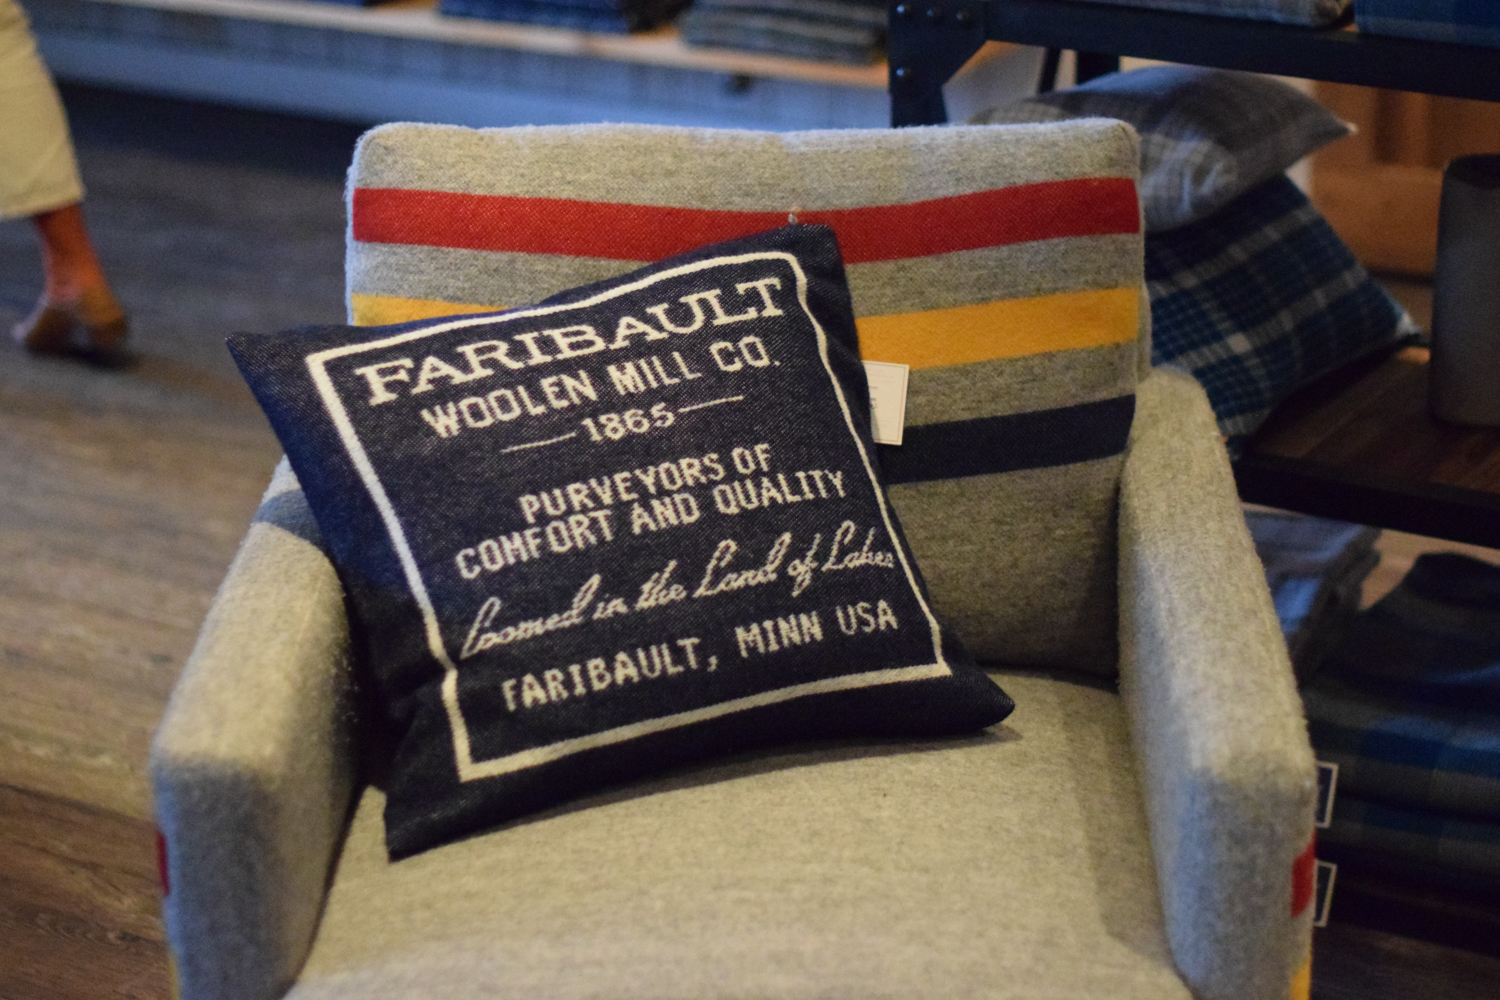 FARIBAULT
WOOLEN MILL CO.
1865
PURVEYORS OF
COMFORT AND QUALITY
Loomed in the Land of Lakes
FARIBAULT, MINN USA